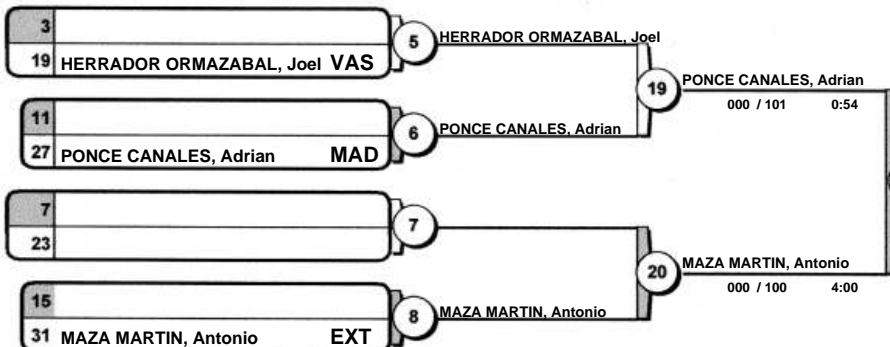 3
19 HERRADOR ORMAZABAL, Joel VAS
5 HERRADOR ORMAZABAL, Joel
11
27 PONCE CANALES, Adrian MAD
6 PONCE CANALES, Adrian
19 PONCE CANALES, Adrian
000 / 101 0:54
7
23
7
15
31 MAZA MARTIN, Antonio EXT
8 MAZA MARTIN, Antonio
20 MAZA MARTIN, Antonio
000 / 100 4:00